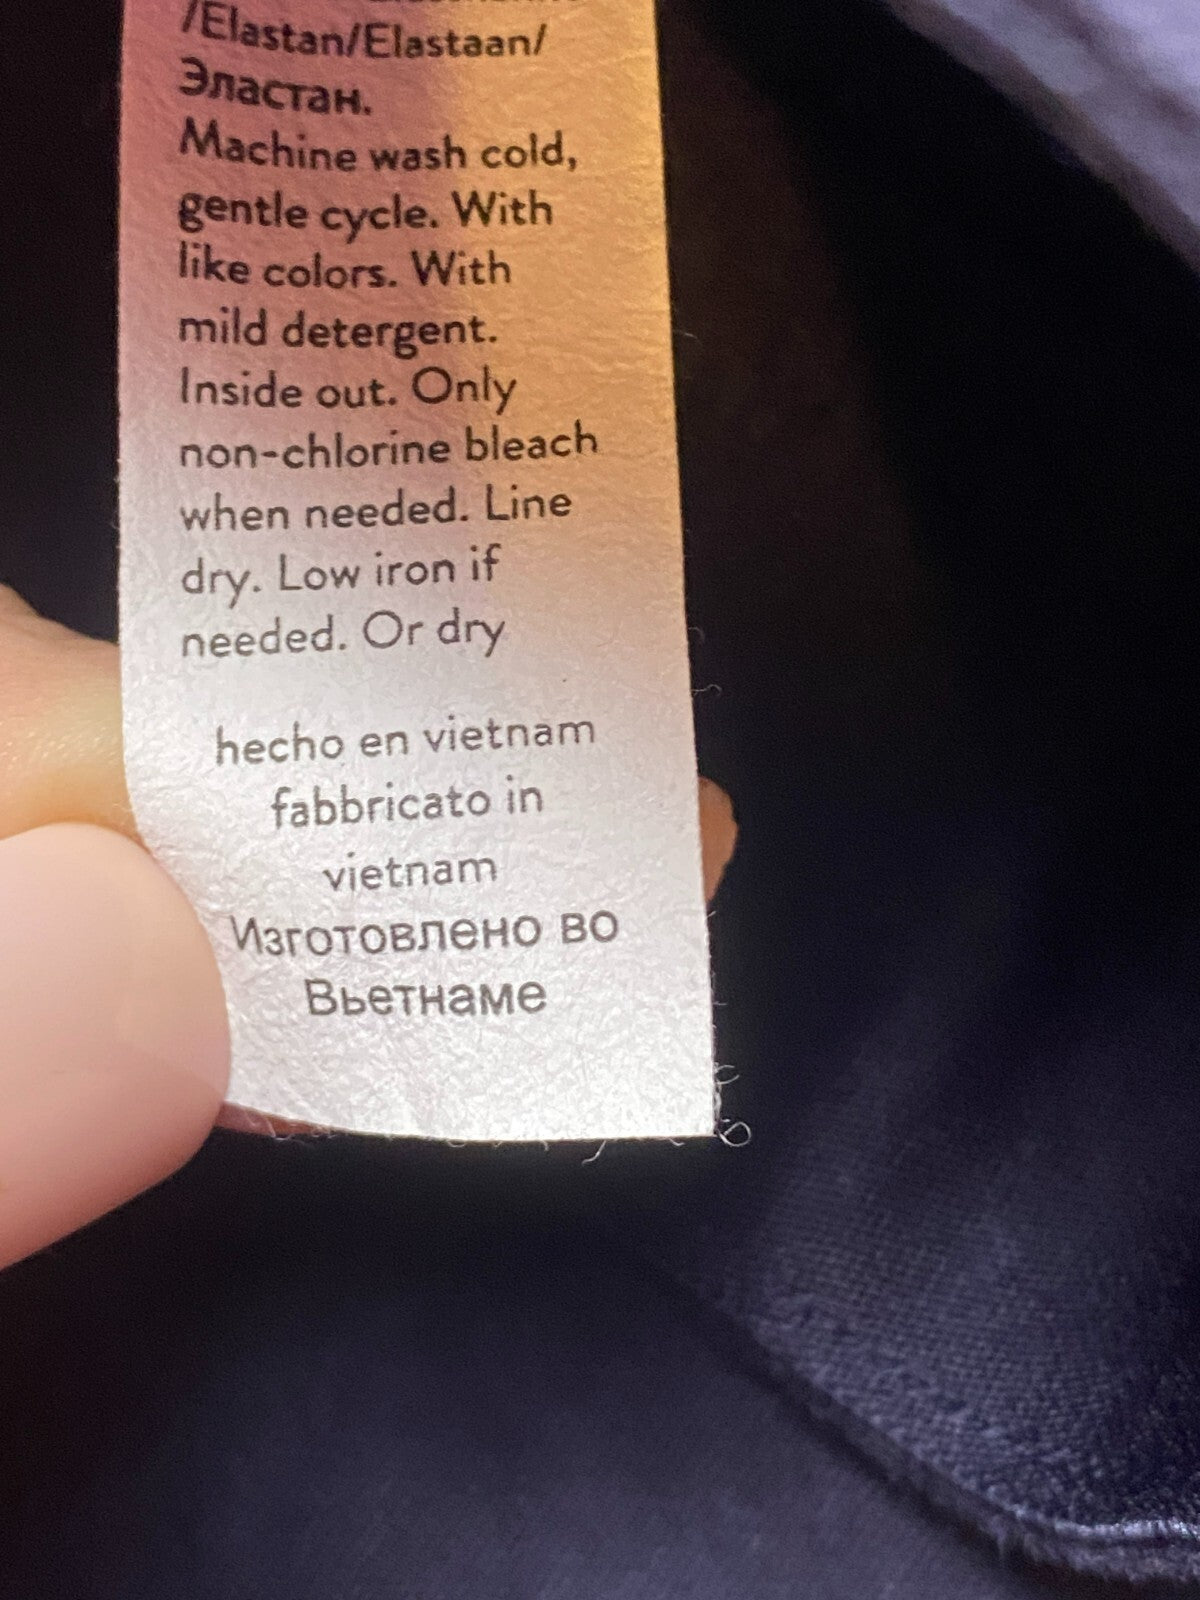 /Elastan/Elastaan/
Эластан.
Machine wash cold,
gentle cycle. With
like colors. With
mild detergent.
Inside out. Only
non-chlorine bleach
when needed. Line
dry. Low iron if
needed. Or dry
hecho en vietnam
fabbricato in
vietnam
Изготовлено во
Вьетнаме